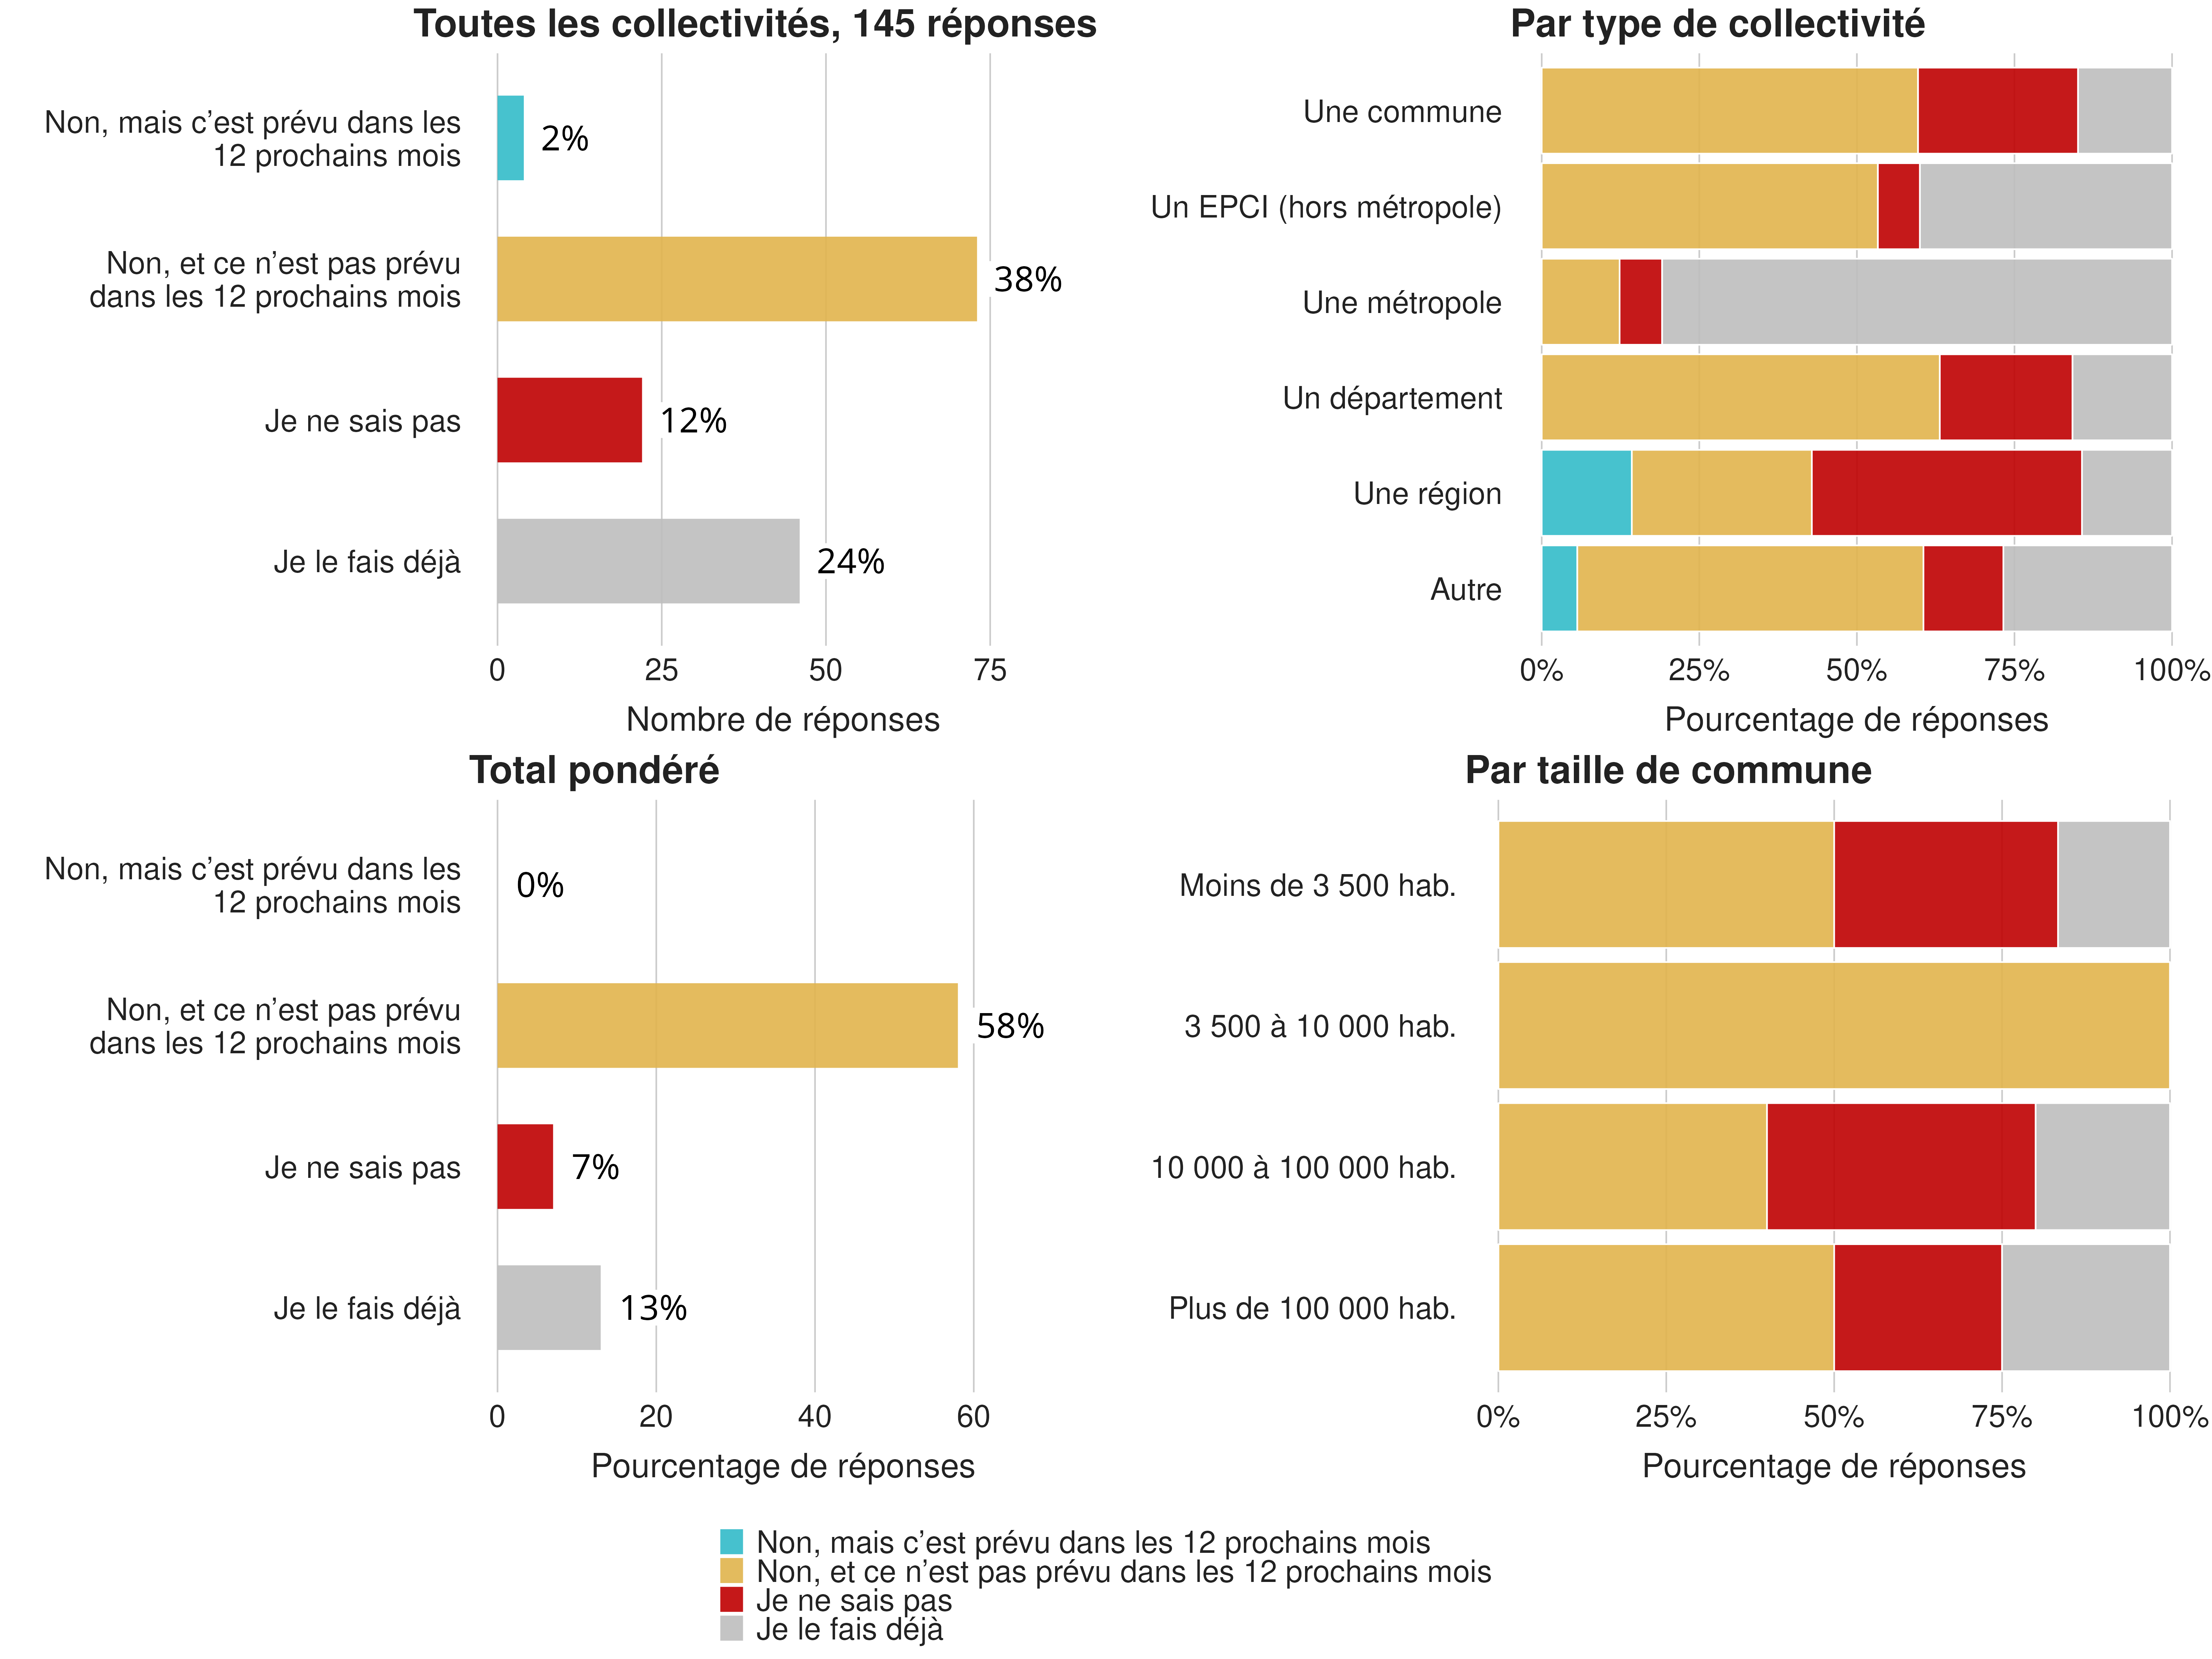 Toutes les collectivités, 145 réponses
Non, mais c’est prévu dans les
12 prochains mois
2%
Non, et ce n’est pas prévu
dans les 12 prochains mois
38%
Je ne sais pas
12%
Je le fais déjà
24%
0 25 50 75
Nombre de réponses
Par type de collectivité
Une commune
Un EPCI (hors métropole)
Une métropole
Un département
Une région
Autre
0% 25% 50% 75% 100%
Pourcentage de réponses
Total pondéré
Non, mais c’est prévu dans les
12 prochains mois
0%
Non, et ce n’est pas prévu
dans les 12 prochains mois
58%
Je ne sais pas
7%
Je le fais déjà
13%
0 20 40 60
Pourcentage de réponses
Par taille de commune
Moins de 3 500 hab.
3 500 à 10 000 hab.
10 000 à 100 000 hab.
Plus de 100 000 hab.
0% 25% 50% 75% 100%
Pourcentage de réponses
Non, mais c’est prévu dans les 12 prochains mois
Non, et ce n’est pas prévu dans les 12 prochains mois
Je ne sais pas
Je le fais déjà